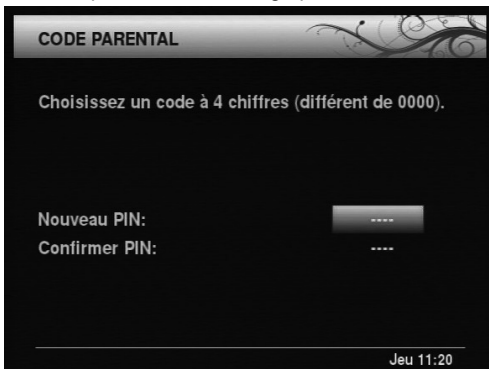 CODE PARENTAL
Choisissez un code à 4 chiffres (différent de 0000).
Nouveau PIN: ----
Confirmer PIN: ----
Jeu 11:20